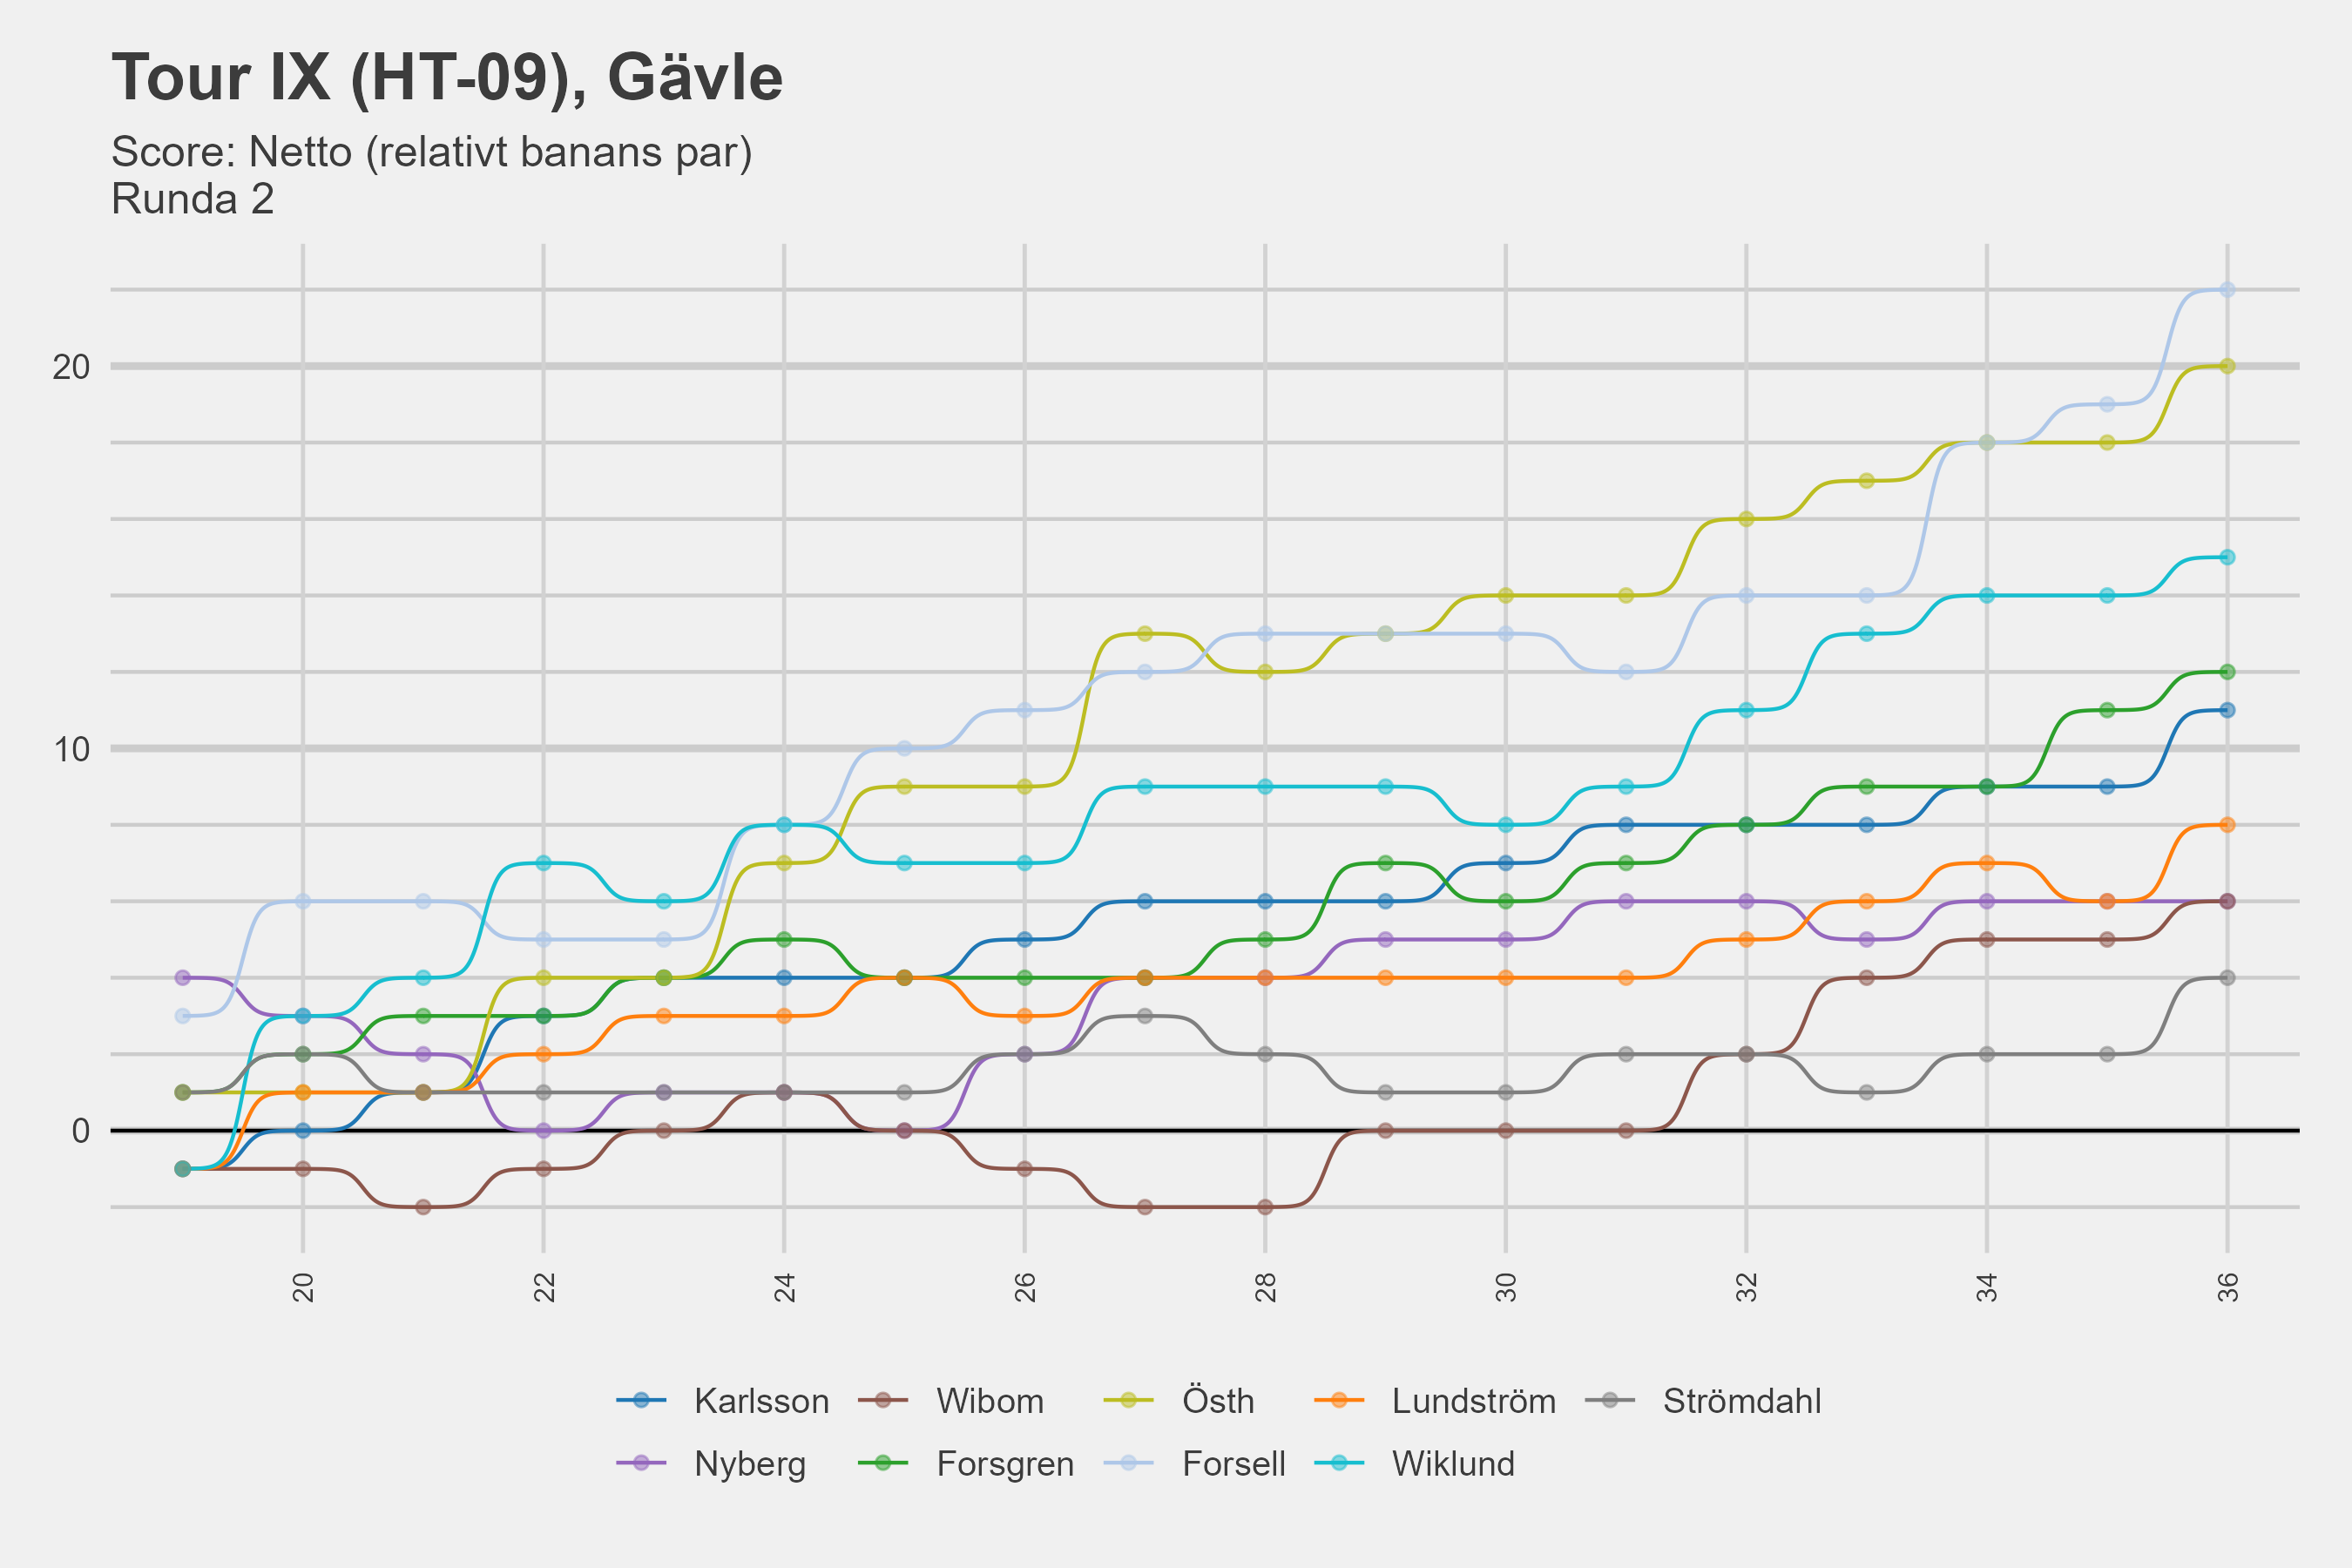 Tour IX (HT-09), Gävle
Score: Netto (relativt banans par)
Runda 2
20
10
0
20 22 24 26 28 30 32 34 36
Karlsson Wibom Östh Lundström Strömdahl
Nyberg Forsgren Forsell Wiklund